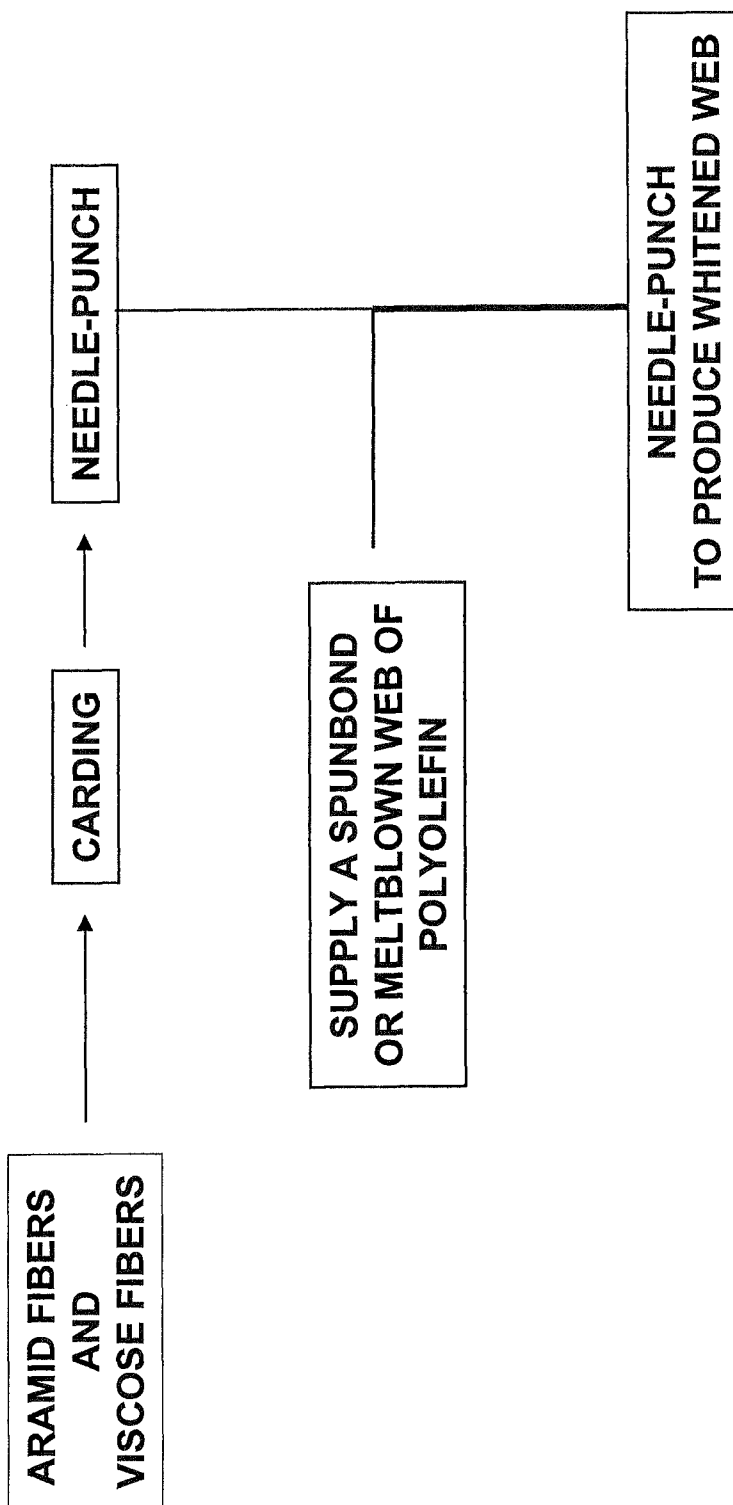 ARAMID FIBERS
AND
VISCOSE FIBERS
CARDING
NEEDLE-PUNCH
SUPPLY A SPUNBOND
OR MELTBLOWN WEB OF
POLYOLEFIN
NEEDLE-PUNCH
TO PRODUCE WHITENED WEB